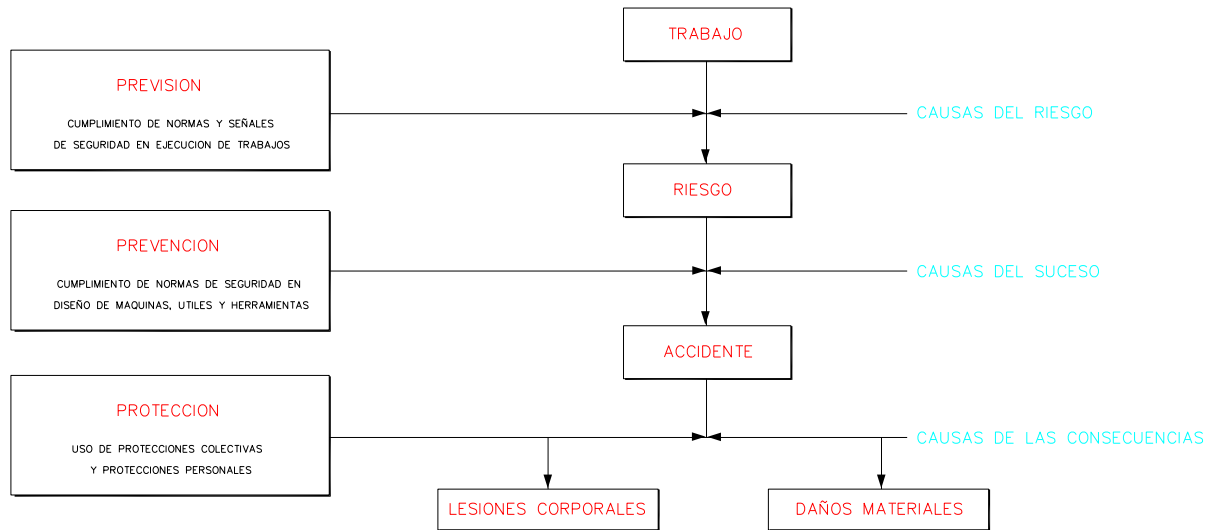 TRABAJO
PREVISION
CUMPLIMIENTO DE NORMAS Y SEÑALES
DE SEGURIDAD EN EJECUCION DE TRABAJOS
CAUSAS DEL RIESGO
RIESGO
PREVENCION
CUMPLIMIENTO DE NORMAS DE SEGURIDAD EN
DISEÑO DE MAQUINAS, UTILES Y HERRAMIENTAS
CAUSAS DEL SUCESO
ACCIDENTE
PROTECCION
USO DE PROTECCIONES COLECTIVAS
Y PROTECCIONES PERSONALES
CAUSAS DE LAS CONSECUENCIAS
LESIONES CORPORALES
DAÑOS MATERIALES